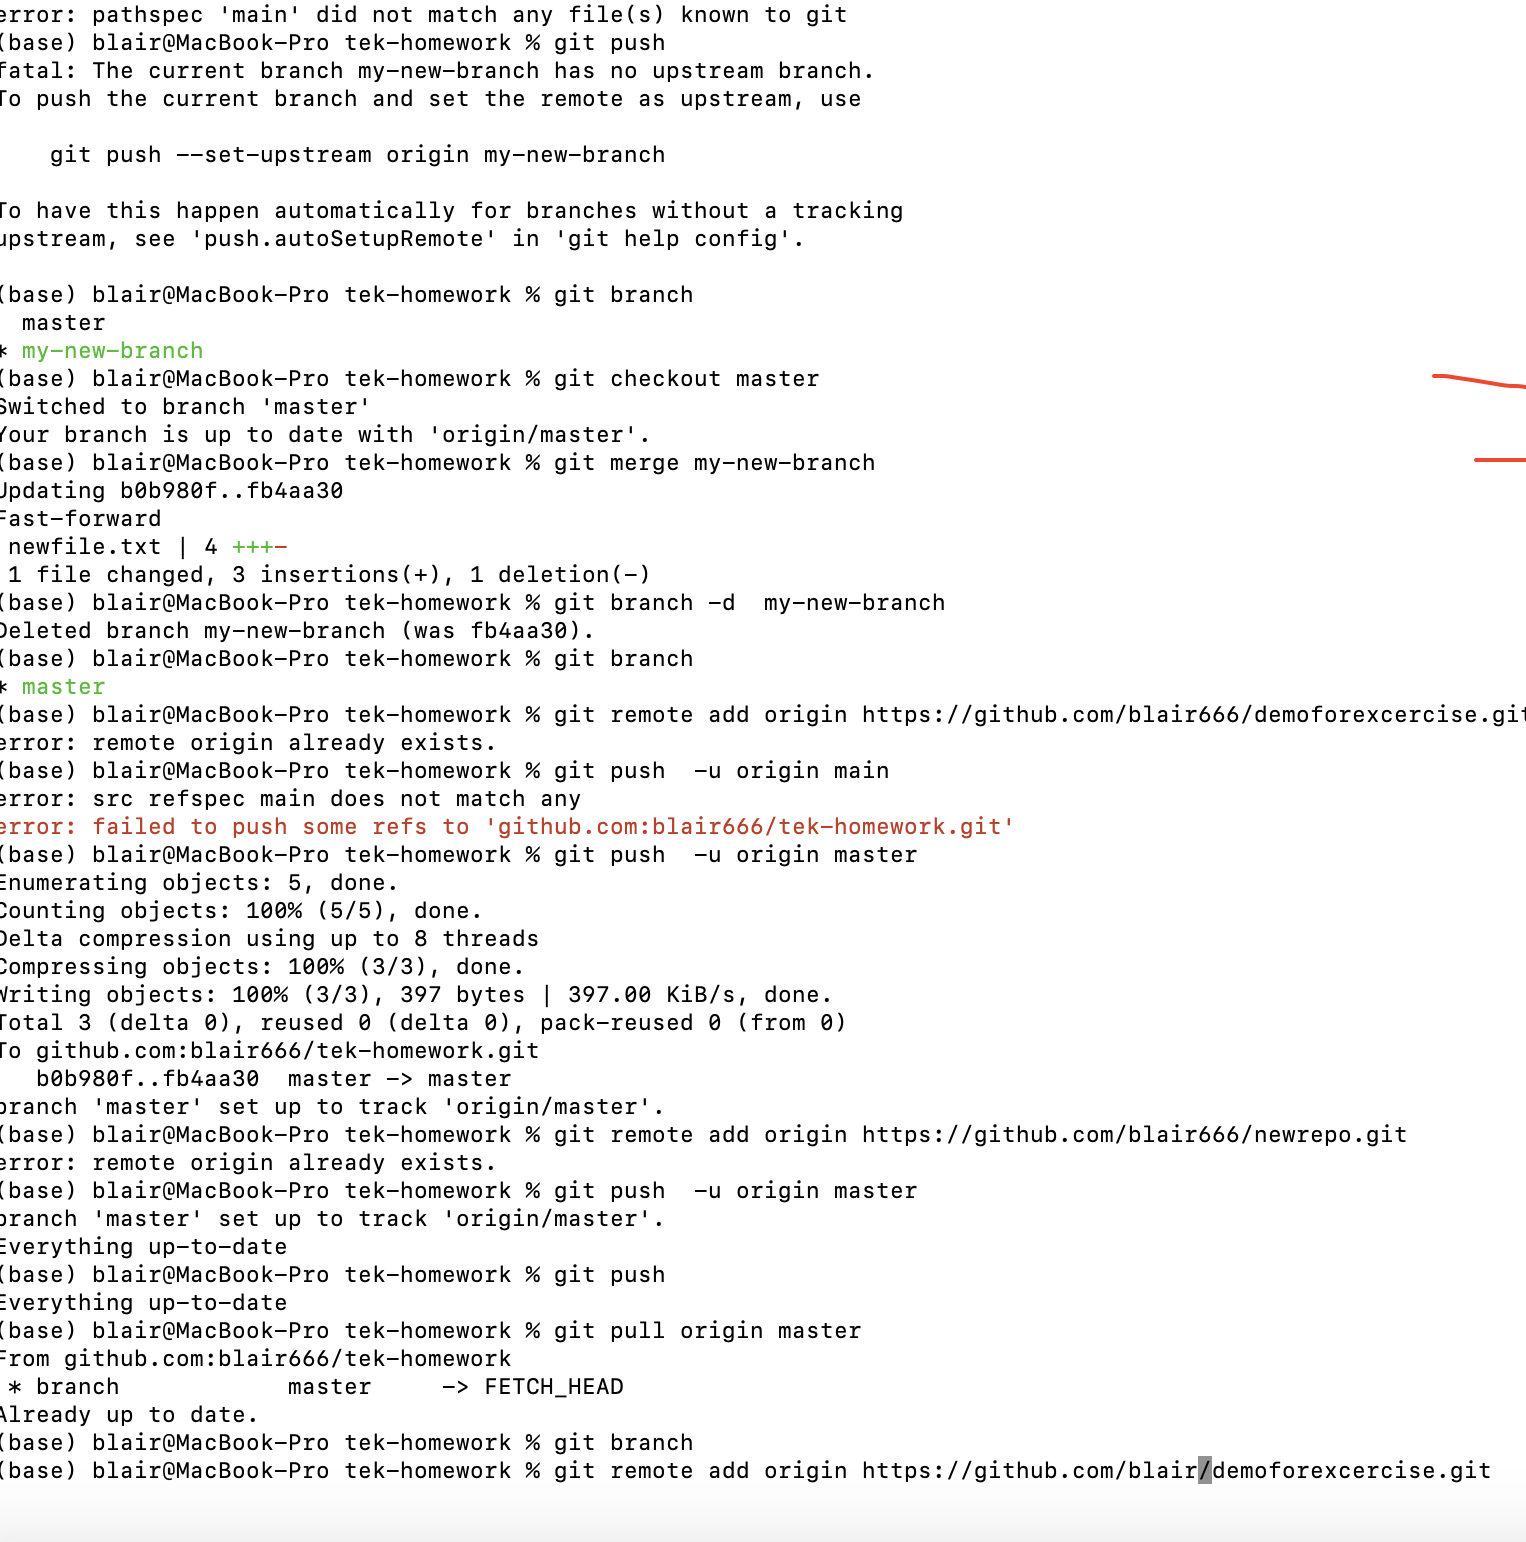 error: pathspec 'main' did not match any file(s) known to git
(base) blair@MacBook-Pro tek-homework % git push
fatal: The current branch my-new-branch has no upstream branch.
To push the current branch and set the remote as upstream, use
    git push --set-upstream origin my-new-branch
To have this happen automatically for branches without a tracking
upstream, see 'push.autoSetupRemote' in 'git help config'.
(base) blair@MacBook-Pro tek-homework % git branch
  master
* my-new-branch
(base) blair@MacBook-Pro tek-homework % git checkout master
Switched to branch 'master'
Your branch is up to date with 'origin/master'.
(base) blair@MacBook-Pro tek-homework % git merge my-new-branch
Updating b0b980f..fb4aa30
Fast-forward
 newfile.txt | 4 +++-
 1 file changed, 3 insertions(+), 1 deletion(-)
(base) blair@MacBook-Pro tek-homework % git branch -d  my-new-branch
Deleted branch my-new-branch (was fb4aa30).
(base) blair@MacBook-Pro tek-homework % git branch
* master
(base) blair@MacBook-Pro tek-homework % git remote add origin https://github.com/blair666/demoforexcercise.git
error: remote origin already exists.
(base) blair@MacBook-Pro tek-homework % git push  -u origin main
error: src refspec main does not match any
error: failed to push some refs to 'github.com:blair666/tek-homework.git'
(base) blair@MacBook-Pro tek-homework % git push  -u origin master
Enumerating objects: 5, done.
Counting objects: 100% (5/5), done.
Delta compression using up to 8 threads
Compressing objects: 100% (3/3), done.
Writing objects: 100% (3/3), 397 bytes | 397.00 KiB/s, done.
Total 3 (delta 0), reused 0 (delta 0), pack-reused 0 (from 0)
To github.com:blair666/tek-homework.git
   b0b980f..fb4aa30  master -> master
branch 'master' set up to track 'origin/master'.
(base) blair@MacBook-Pro tek-homework % git remote add origin https://github.com/blair666/newrepo.git
error: remote origin already exists.
(base) blair@MacBook-Pro tek-homework % git push  -u origin master
branch 'master' set up to track 'origin/master'.
Everything up-to-date
(base) blair@MacBook-Pro tek-homework % git push
Everything up-to-date
(base) blair@MacBook-Pro tek-homework % git pull origin master
From github.com:blair666/tek-homework
 * branch            master     -> FETCH_HEAD
Already up to date.
(base) blair@MacBook-Pro tek-homework % git branch
(base) blair@MacBook-Pro tek-homework % git remote add origin https://github.com/blair/demoforexcercise.git